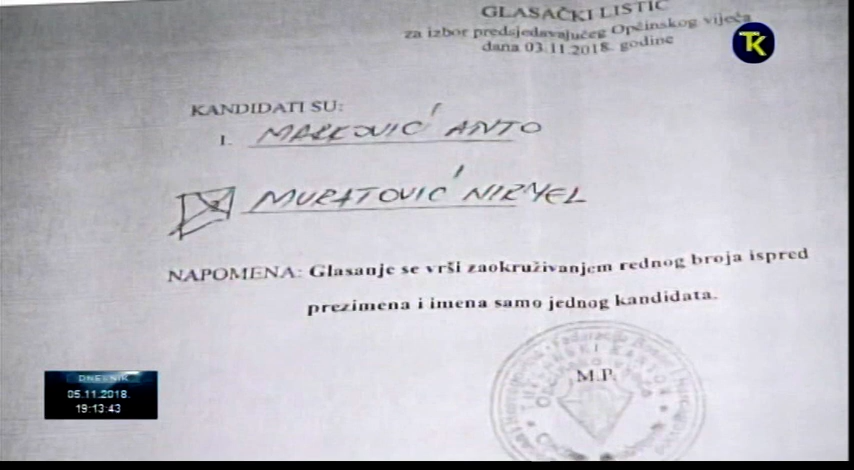 GLASAČKI LISTIĆ
za izbor predsjedavajućeg Općinskog vijeća
dana 03.11.2018. godine
TK
KANDIDATI SU:
1. MARKOVIĆ ANTO
MURATOVIĆ NIRMEL
NAPOMENA: Glasanje se vrši zaokruživanjem rednog broja ispred
prezimena i imena samo jednog kandidata.
M.P.
DNEVNIK
05.11.2018.
19:13:43